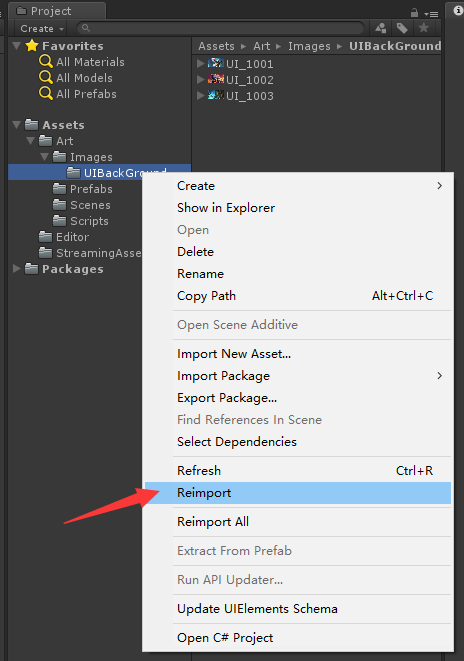 Project
Create
Favorites
All Materials
All Models
All Prefabs
Assets
Art
Images
UIBackGround
Prefabs
Scenes
Scripts
Editor
StreamingAsse
Packages
Assets Art Images UIBackGround
UI_1001
UI_1002
UI_1003
Create
Show in Explorer
Open
Delete
Rename
Copy Path Alt+Ctrl+C
Open Scene Additive
Import New Asset...
Import Package
Export Package...
Find References In Scene
Select Dependencies
Refresh Ctrl+R
Reimport
Reimport All
Extract From Prefab
Run API Updater...
Update UIElements Schema
Open C# Project